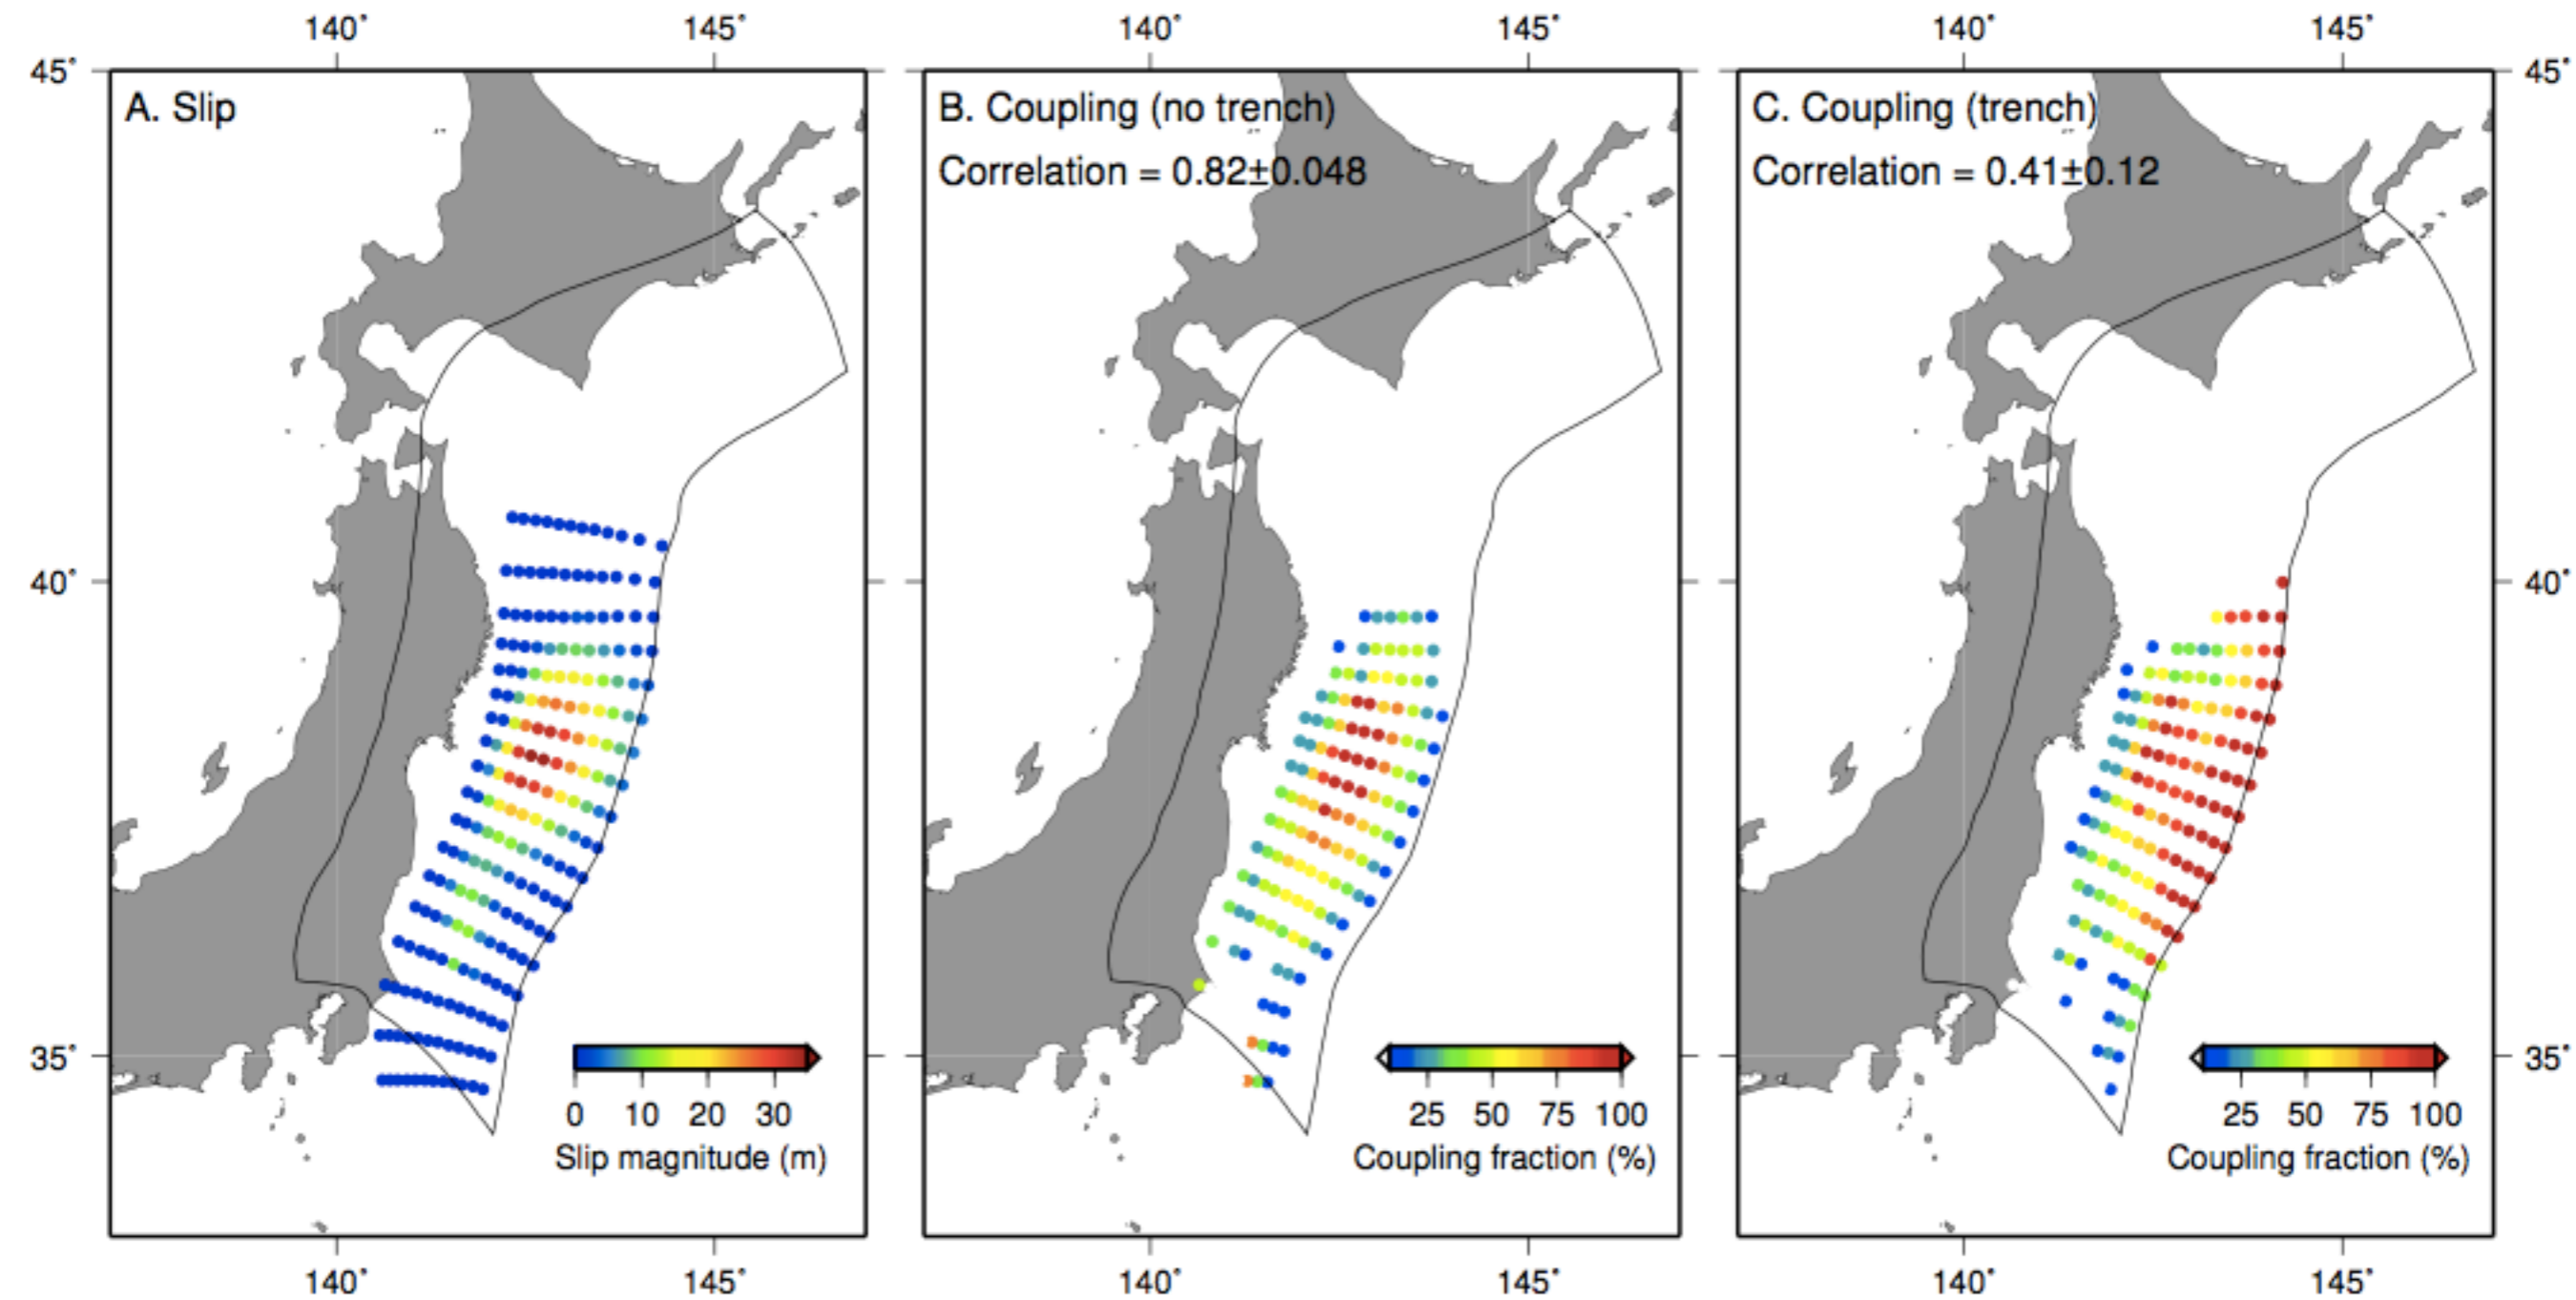 140° 145° 140° 145° 140° 145°
45° 45°
A. Slip
B. Coupling (no trench)
Correlation = 0.82±0.048
C. Coupling (trench)
Correlation = 0.41±0.12
40° 40°
35° 35°
0 10 20 30
Slip magnitude (m)
25 50 75 100
Coupling fraction (%)
25 50 75 100
Coupling fraction (%)
140° 145° 140° 145° 140° 145°